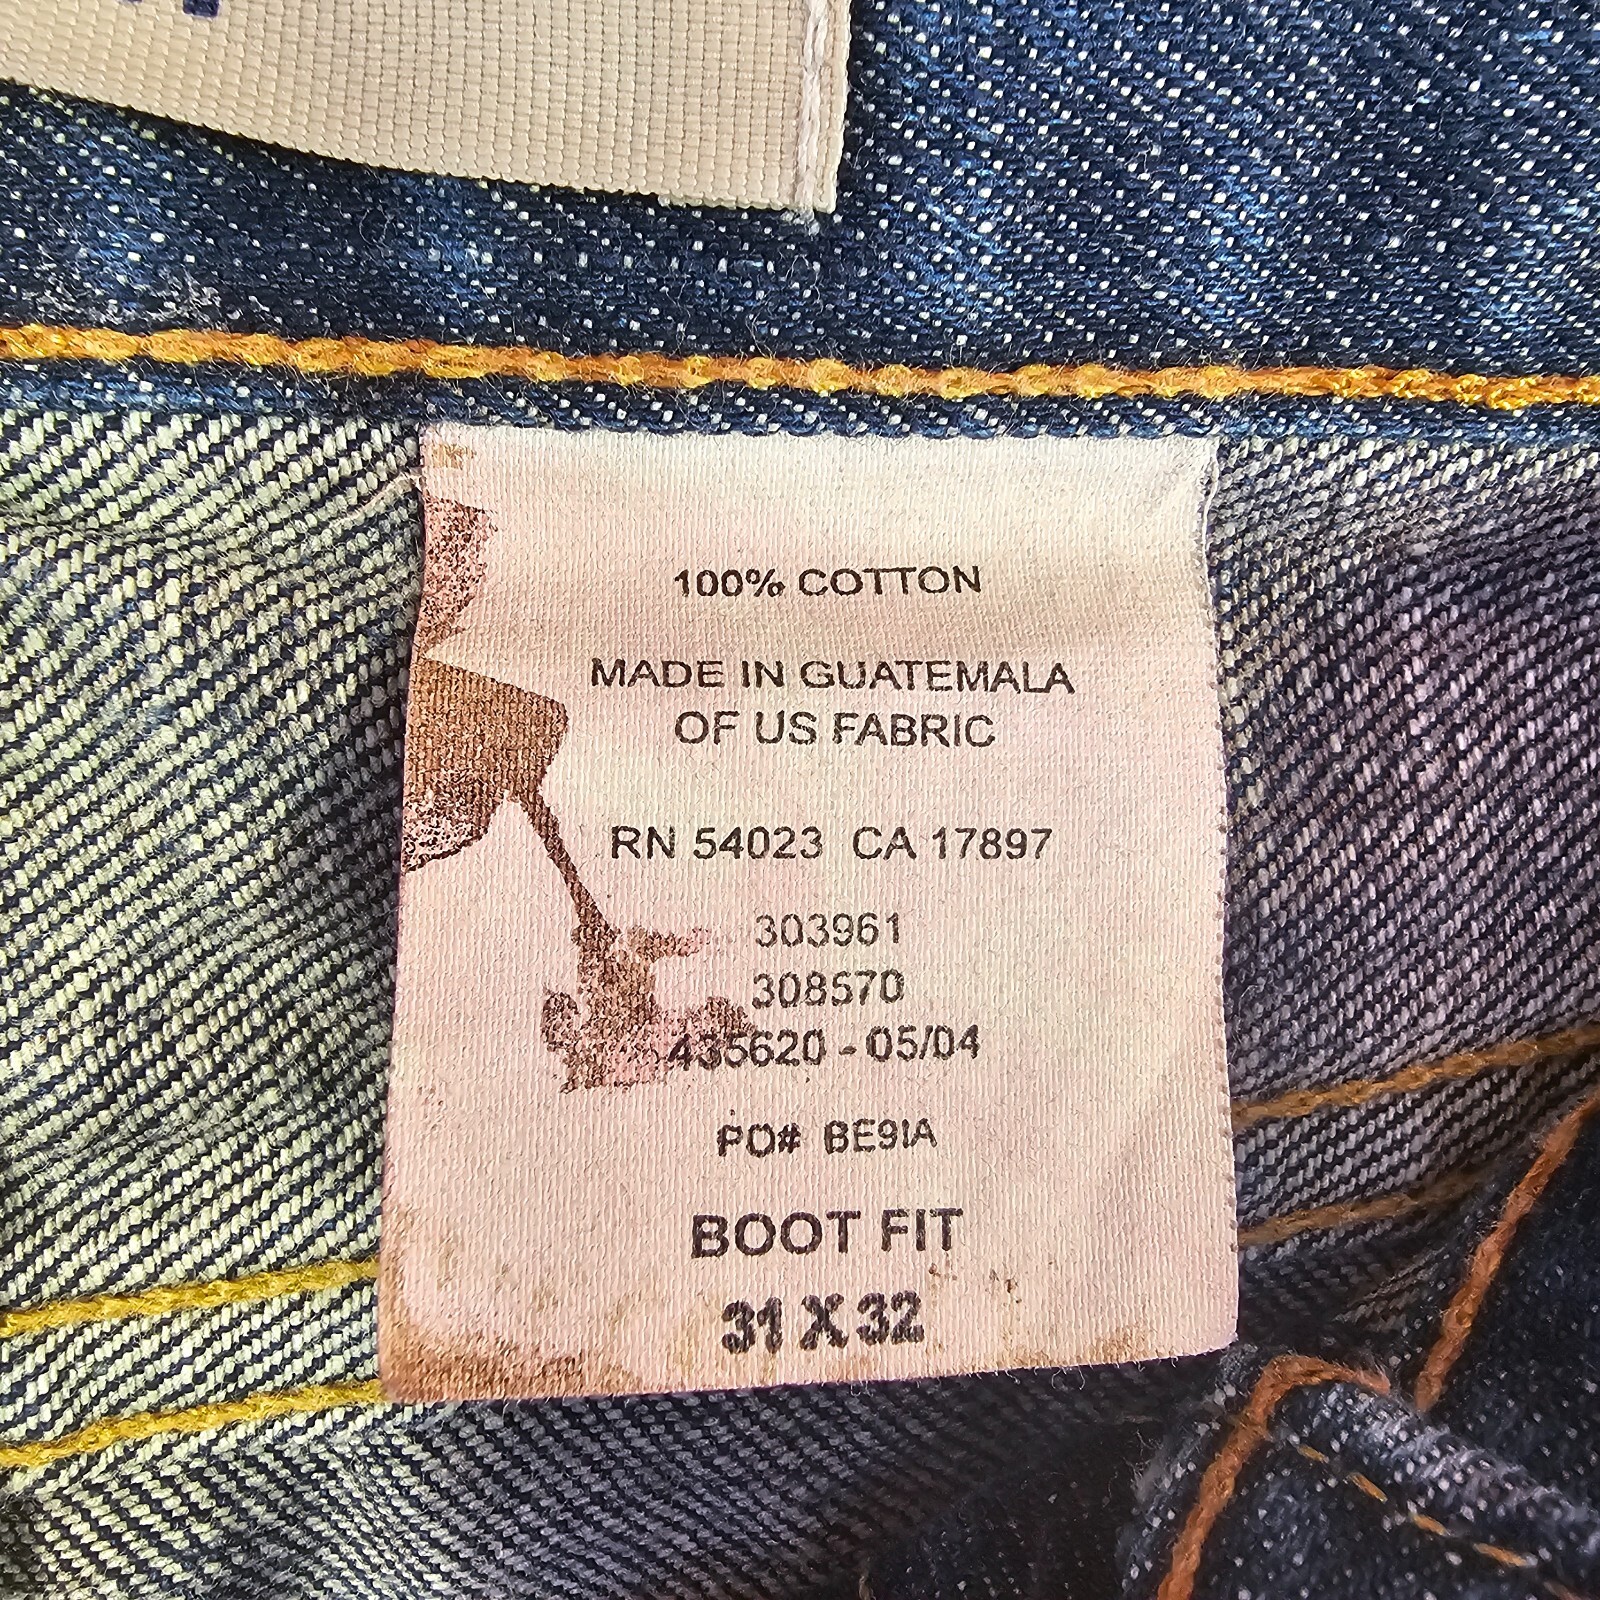 100% COTTON
MADE IN GUATEMALA
OF US FABRIC
RN 54023 CA 17897
303961
308570
435620 - 05/04
PO# BE9IA
BOOT FIT
31 X 32